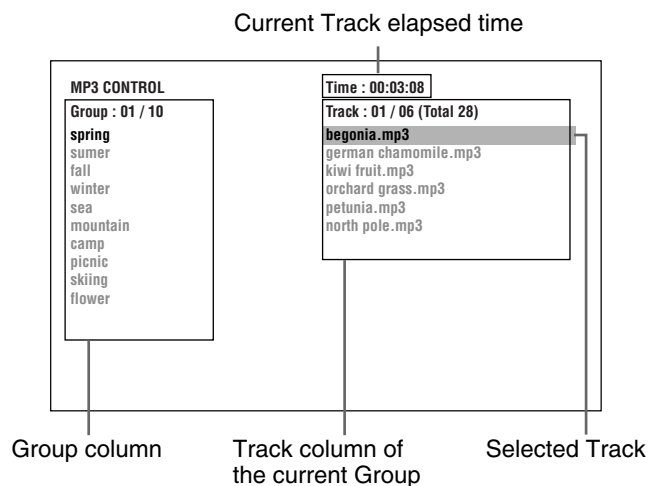 Current Track elapsed time
MP3 CONTROL
Time : 00:03:08
Group : 01 / 10
spring
sumer
fall
winter
sea
mountain
camp
picnic
skiing
flower
Track : 01 / 06 (Total 28)
begonia.mp3
german chamomile.mp3
kiwi fruit.mp3
orchard grass.mp3
petunia.mp3
north pole.mp3
Group column
Track column of
the current Group
Selected Track